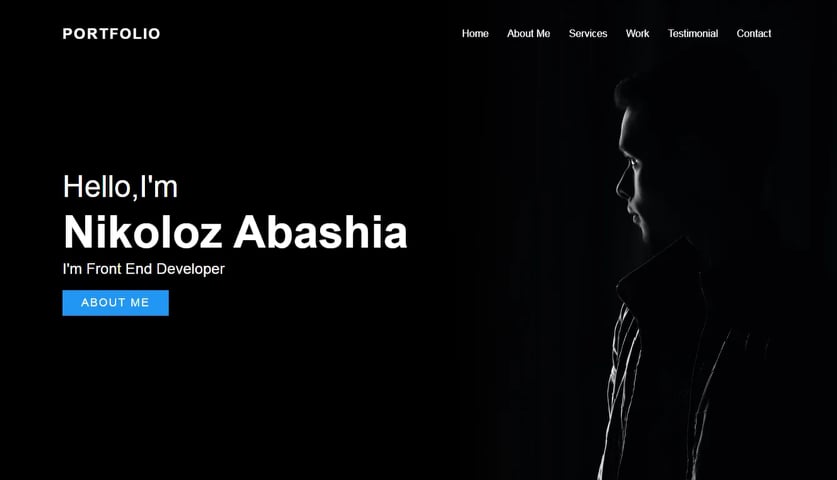 PORTFOLIO
Home About Me Services Work Testimonial Contact
Hello,I'm
Nikoloz Abashia
I'm Front End Developer
ABOUT ME